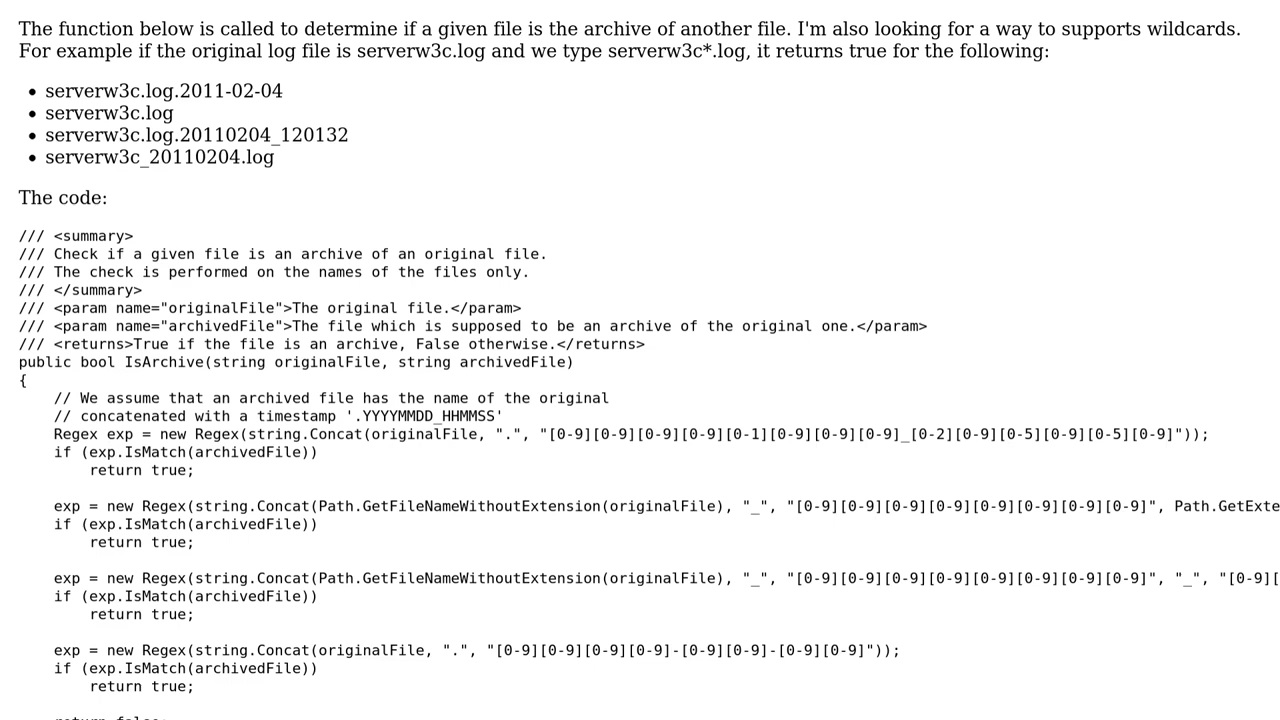 The function below is called to determine if a given file is the archive of another file. I'm also looking for a way to supports wildcards.
For example if the original log file is serverw3c.log and we type serverw3c*.log, it returns true for the following:
• serverw3c.log.2011-02-04
• serverw3c.log
• serverw3c.log.20110204_120132
• serverw3c_20110204.log
The code:
/// <summary>
/// Check if a given file is an archive of an original file.
/// The check is performed on the names of the files only.
/// </summary>
/// <param name="originalFile">The original file.</param>
/// <param name="archivedFile">The file which is supposed to be an archive of the original one.</param>
/// <returns>True if the file is an archive, False otherwise.</returns>
public bool IsArchive(string originalFile, string archivedFile)
{
    // We assume that an archived file has the name of the original
    // concatenated with a timestamp '.YYYYMMDD_HHMMSS'
    Regex exp = new Regex(string.Concat(originalFile, ".", "[0-9][0-9][0-9][0-9][0-1][0-9][0-9][0-9]_[0-2][0-9][0-5][0-9][0-5][0-9]"));
    if (exp.IsMatch(archivedFile))
        return true;
    exp = new Regex(string.Concat(Path.GetFileNameWithoutExtension(originalFile), "_", "[0-9][0-9][0-9][0-9][0-9][0-9][0-9][0-9]", Path.GetExte
    if (exp.IsMatch(archivedFile))
        return true;
    exp = new Regex(string.Concat(Path.GetFileNameWithoutExtension(originalFile), "_", "[0-9][0-9][0-9][0-9][0-9][0-9][0-9][0-9]", "_", "[0-9][
    if (exp.IsMatch(archivedFile))
        return true;
    exp = new Regex(string.Concat(originalFile, ".", "[0-9][0-9][0-9][0-9]-[0-9][0-9]-[0-9][0-9]"));
    if (exp.IsMatch(archivedFile))
        return true;